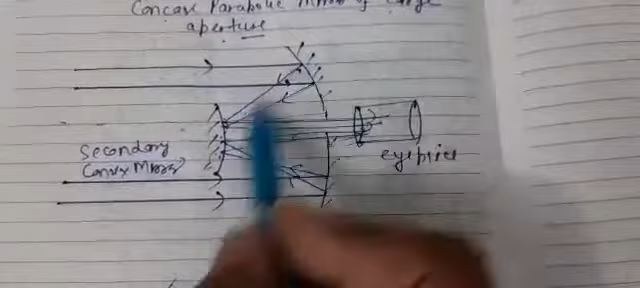 Concave Parabolic Mirror of large
aperture
Secondary
Convex Mirror
eyepiece